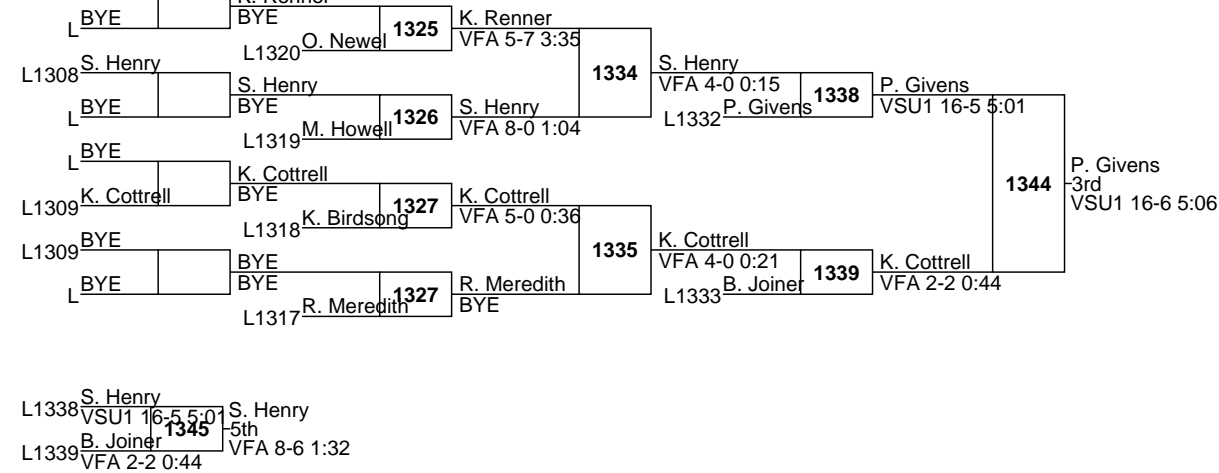 K. Renner
L BYE
BYE
1325
K. Renner
VFA 5-7 3:35
L1320 O. Newel
L1308 S. Henry
L BYE
S. Henry
BYE
1326
S. Henry
VFA 8-0 1:04
L1319 M. Howell
1334
S. Henry
VFA 4-0 0:15
L1332 P. Givens
1338
P. Givens
VSU1 16-5 5:01
L BYE
L1309 K. Cottrell
K. Cottrell
BYE
1327
K. Cottrell
VFA 5-0 0:36
L1318 K. Birdsong
L1309 BYE
L BYE
BYE
BYE
1327
R. Meredith
BYE
L1317 R. Meredith
1335
K. Cottrell
VFA 4-0 0:21
L1333 B. Joiner
1339
K. Cottrell
VFA 2-2 0:44
1344
P. Givens
3rd
VSU1 16-6 5:06
L1338 S. Henry
VSU1 16-5 5:01
L1339 B. Joiner
VFA 2-2 0:44
1345
S. Henry
5th
VFA 8-6 1:32